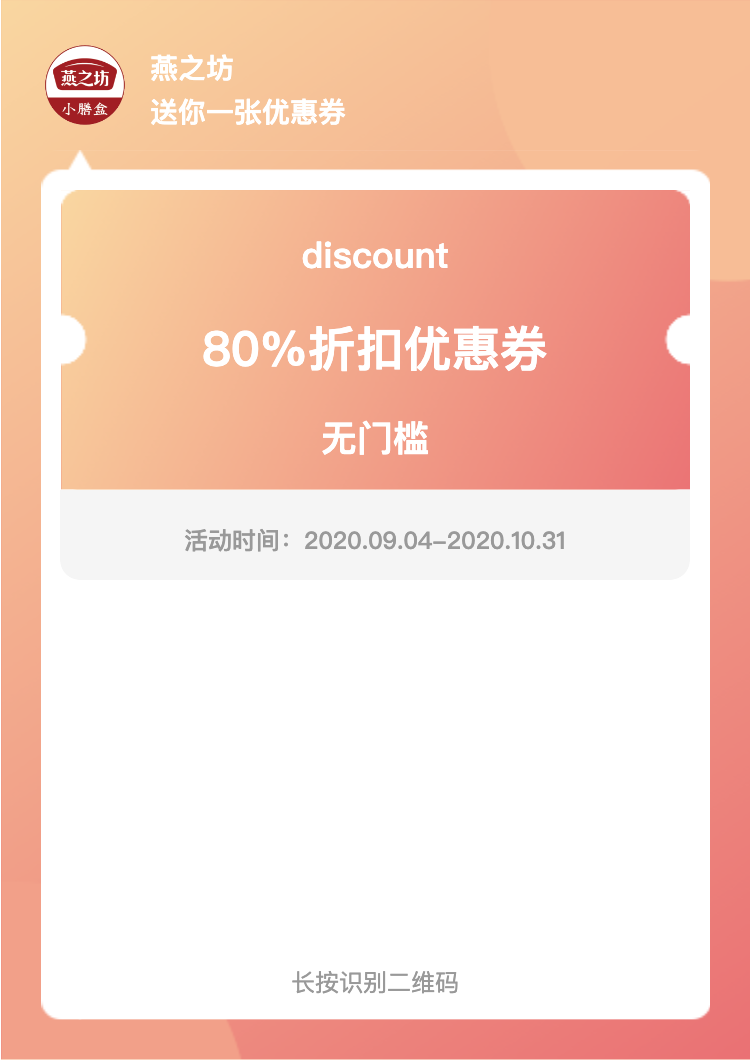 燕之坊
小膳盒
燕之坊
送你一张优惠券
discount
80%折扣优惠券
无门槛
活动时间：2020.09.04-2020.10.31
长按识别二维码